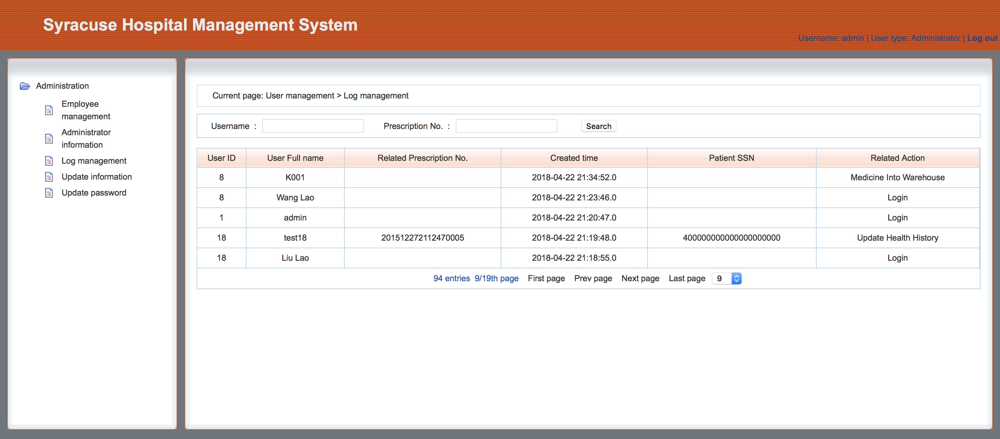 Syracuse Hospital Management System
Username: admin | User type: Administrator | Log out
Administration
Employee
management
Administrator
information
Log management
Update information
Update password
Current page: User management > Log management
Username : Prescription No. : Search
User ID User Full name Related Prescription No. Created time Patient SSN Related Action
8 K001 2018-04-22 21:34:52.0 Medicine Into Warehouse
8 Wang Lao 2018-04-22 21:23:46.0 Login
1 admin 2018-04-22 21:20:47.0 Login
18 test18 201512272112470005 2018-04-22 21:19:48.0 400000000000000000000 Update Health History
18 Liu Lao 2018-04-22 21:18:55.0 Login
94 entries 9/19th page First page Prev page Next page Last page 9